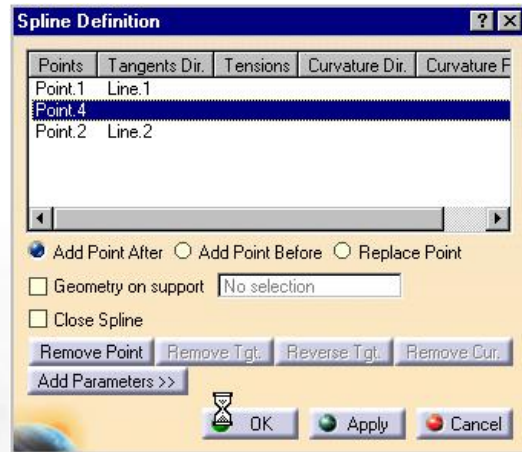 Spline Definition ? X
Points Tangents Dir. Tensions Curvature Dir. Curvature F
Point.1 Line.1
Point.4
Point.2 Line.2
Add Point After Add Point Before Replace Point
Geometry on support No selection
Close Spline
Remove Point Remove Tgt. Reverse Tgt. Remove Cur.
Add Parameters >>
OK Apply Cancel